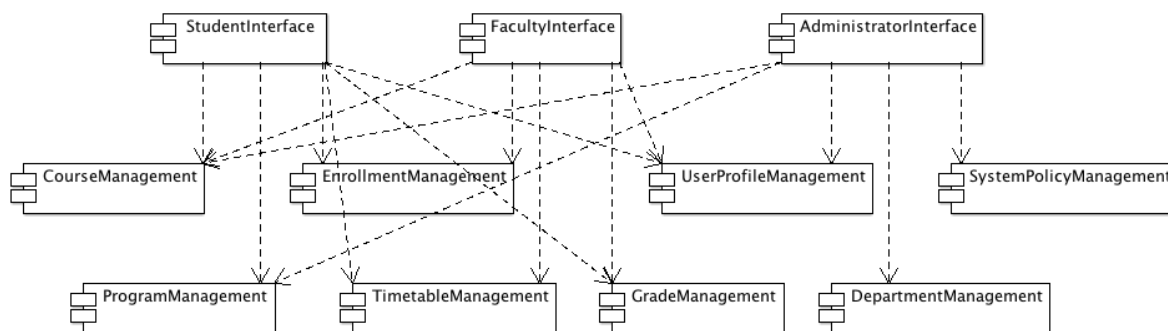 StudentInterface
FacultyInterface
AdministratorInterface
CourseManagement
EnrollmentManagement
UserProfileManagement
SystemPolicyManagement
ProgramManagement
TimetableManagement
GradeManagement
DepartmentManagement